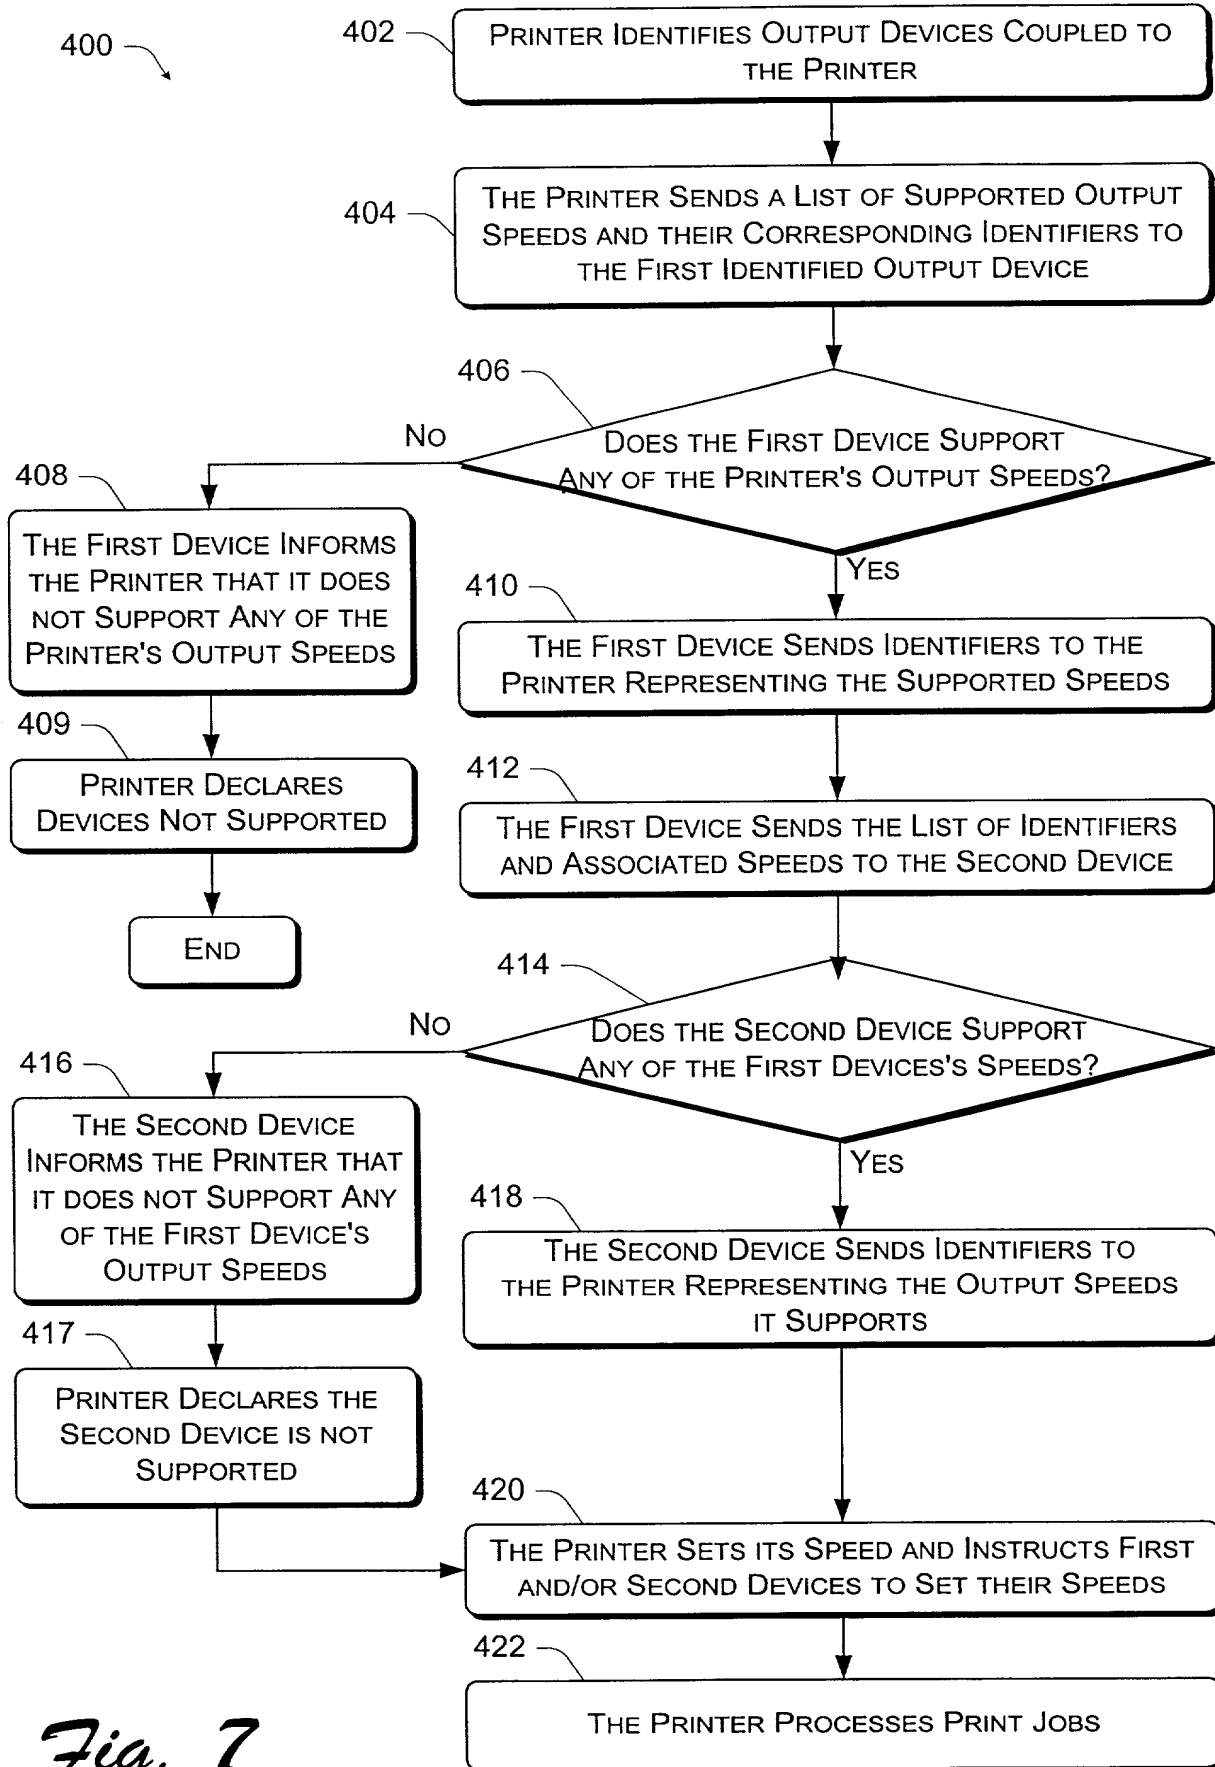 400
402
PRINTER IDENTIFIES OUTPUT DEVICES COUPLED TO
THE PRINTER
404
THE PRINTER SENDS A LIST OF SUPPORTED OUTPUT
SPEEDS AND THEIR CORRESPONDING IDENTIFIERS TO
THE FIRST IDENTIFIED OUTPUT DEVICE
406
DOES THE FIRST DEVICE SUPPORT
ANY OF THE PRINTER'S OUTPUT SPEEDS?
NO
408
THE FIRST DEVICE INFORMS
THE PRINTER THAT IT DOES
NOT SUPPORT ANY OF THE
PRINTER'S OUTPUT SPEEDS
409
PRINTER DECLARES
DEVICES NOT SUPPORTED
END
YES
410
THE FIRST DEVICE SENDS IDENTIFIERS TO THE
PRINTER REPRESENTING THE SUPPORTED SPEEDS
412
THE FIRST DEVICE SENDS THE LIST OF IDENTIFIERS
AND ASSOCIATED SPEEDS TO THE SECOND DEVICE
414
DOES THE SECOND DEVICE SUPPORT
ANY OF THE FIRST DEVICES'S SPEEDS?
NO
416
THE SECOND DEVICE
INFORMS THE PRINTER THAT
IT DOES NOT SUPPORT ANY
OF THE FIRST DEVICE'S
OUTPUT SPEEDS
417
PRINTER DECLARES THE
SECOND DEVICE IS NOT
SUPPORTED
YES
418
THE SECOND DEVICE SENDS IDENTIFIERS TO
THE PRINTER REPRESENTING THE OUTPUT SPEEDS
IT SUPPORTS
420
THE PRINTER SETS ITS SPEED AND INSTRUCTS FIRST
AND/OR SECOND DEVICES TO SET THEIR SPEEDS
422
THE PRINTER PROCESSES PRINT JOBS
Fig. 7